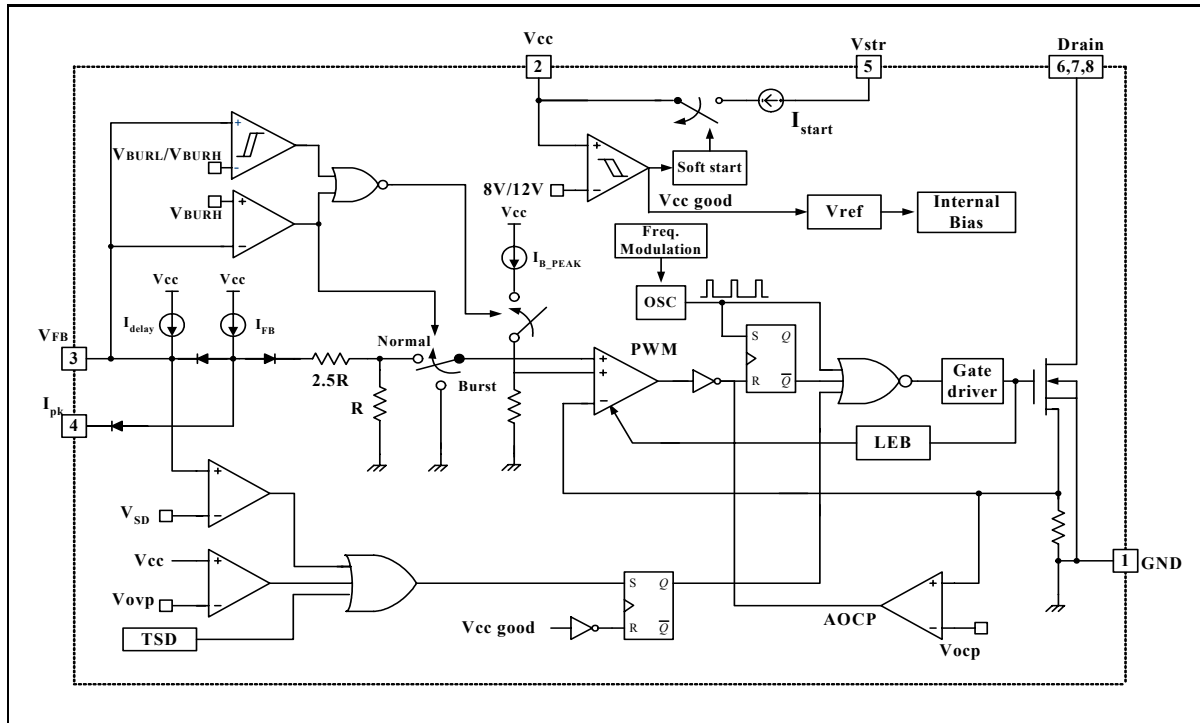 Vcc
2
Vstr
5
Drain
6,7,8
Istart
+
VBURL/VBURH
-
+
VBURH
−
+
8V/12V
−
Soft start
Vcc good
Vref
Internal Bias
Vcc
IB_PEAK
Freq. Modulation
OSC
Vcc
Vcc
Idelay
IFB
VFB
3
Normal
Burst
2.5R
R
Ipk
4
+
+
−
PWM
S
Q
R
Q̅
Gate driver
LEB
+
VSD
−
Vcc
+
Vovp
−
TSD
S
Q
R
Q̅
Vcc good
AOCP
+
−
Vocp
1
GND